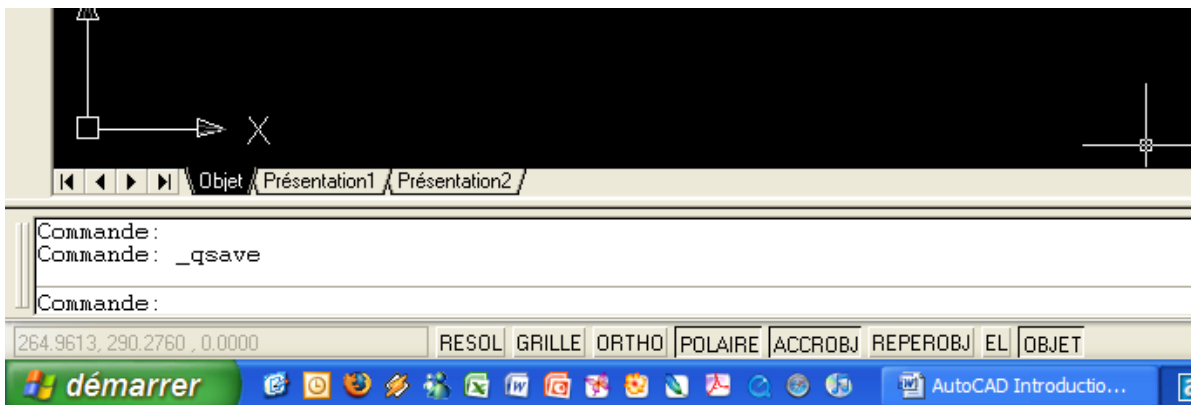 X
Objet Présentation1 Présentation2
Commande:
Commande: _qsave
Commande:
264.9613, 290.2760 , 0.0000 RESOL GRILLE ORTHO POLAIRE ACCROBJ REPEROBJ EL OBJET
démarrer AutoCAD Introductio...